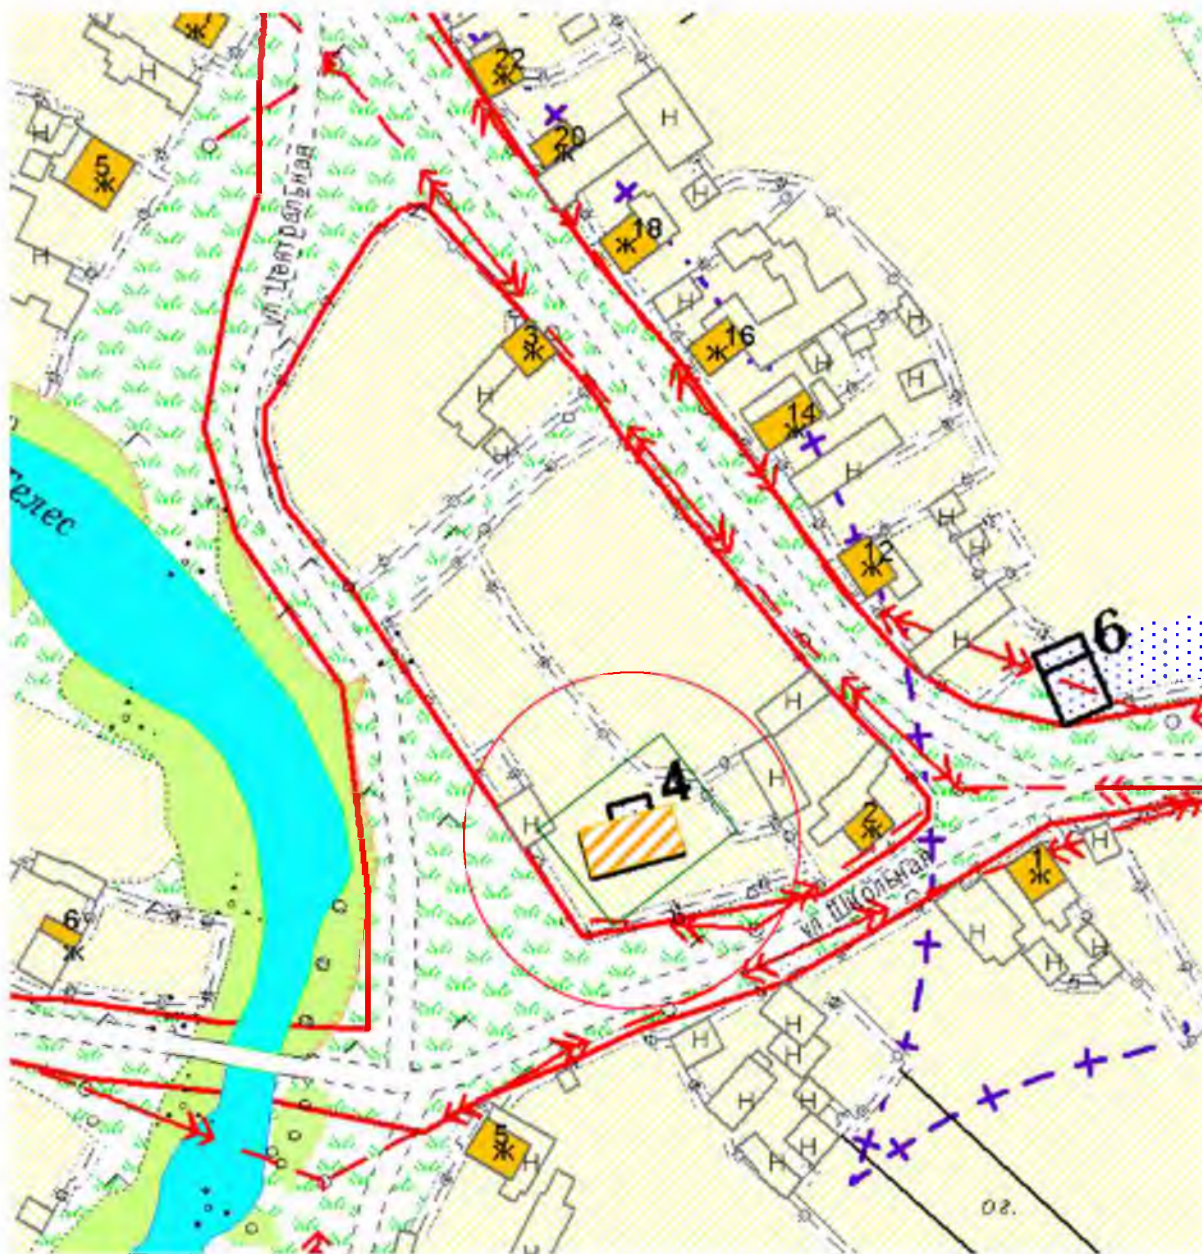 Ж
22
Ж
20
Ж
Н
Н
Н
5
Ж
ул Центральная
Н
18
Ж
Н
Н
3
Ж
16
Ж
Н
Н
Н
Н
14
Ж
Н
Н
Телес
Н
Н
12
Ж
Н
6
Н
Н
4
Н
2
Ж
ул Школьная
Н
1
Ж
6
Ж
Н
Н
Н
Н
Н
Н
Н
Н
Н
Н
5
Ж
Н
Н
ог.
Н